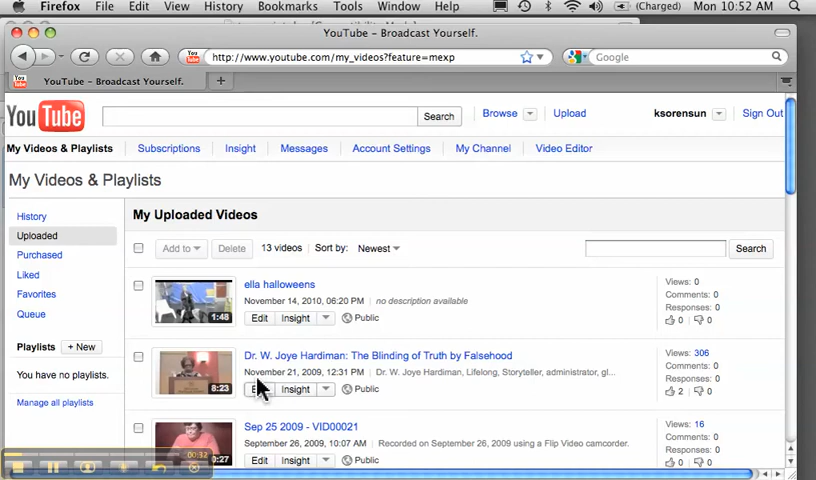 Firefox File Edit View History Bookmarks Tools Window Help (Charged) Mon 10:52 AM
YouTube - Broadcast Yourself.
http://www.youtube.com/my_videos?feature=mexp Google
YouTube - Broadcast Yourself. +
YouTube Search Browse Upload ksorensun Sign Out
My Videos & Playlists Subscriptions Insight Messages Account Settings My Channel Video Editor
My Videos & Playlists
History
Uploaded
Purchased
Liked
Favorites
Queue
Playlists + New
You have no playlists.
Manage all playlists
My Uploaded Videos
Add to Delete 13 videos Sort by: Newest Search
1:48
ella halloweens
November 14, 2010, 06:20 PM | no description available
Edit Insight Public
Views: 0
Comments: 0
Responses: 0
0 0
8:23
Dr. W. Joye Hardiman: The Blinding of Truth by Falsehood
November 21, 2009, 12:31 PM | Dr. W. Joye Hardiman, Lifelong, Storyteller, administrator, gl...
Insight Public
Views: 306
Comments: 0
Responses: 0
2 0
0:27
Sep 25 2009 - VID00021
September 26, 2009, 10:07 AM | Recorded on September 26, 2009 using a Flip Video camcorder.
Edit Insight Public
Views: 16
Comments: 0
Responses: 0
0 0
00:32